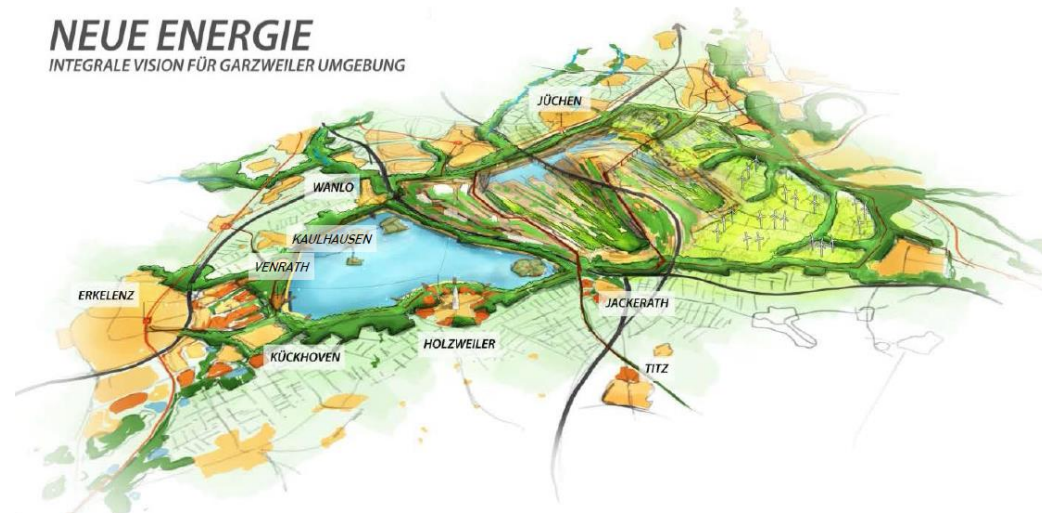 NEUE ENERGIE
INTEGRALE VISION FÜR GARZWEILER UMGEBUNG
JÜCHEN
WANLO
KAULHAUSEN
VENRATH
ERKELENZ
JACKERATH
HOLZWEILER
KÜCKHOVEN
TITZ